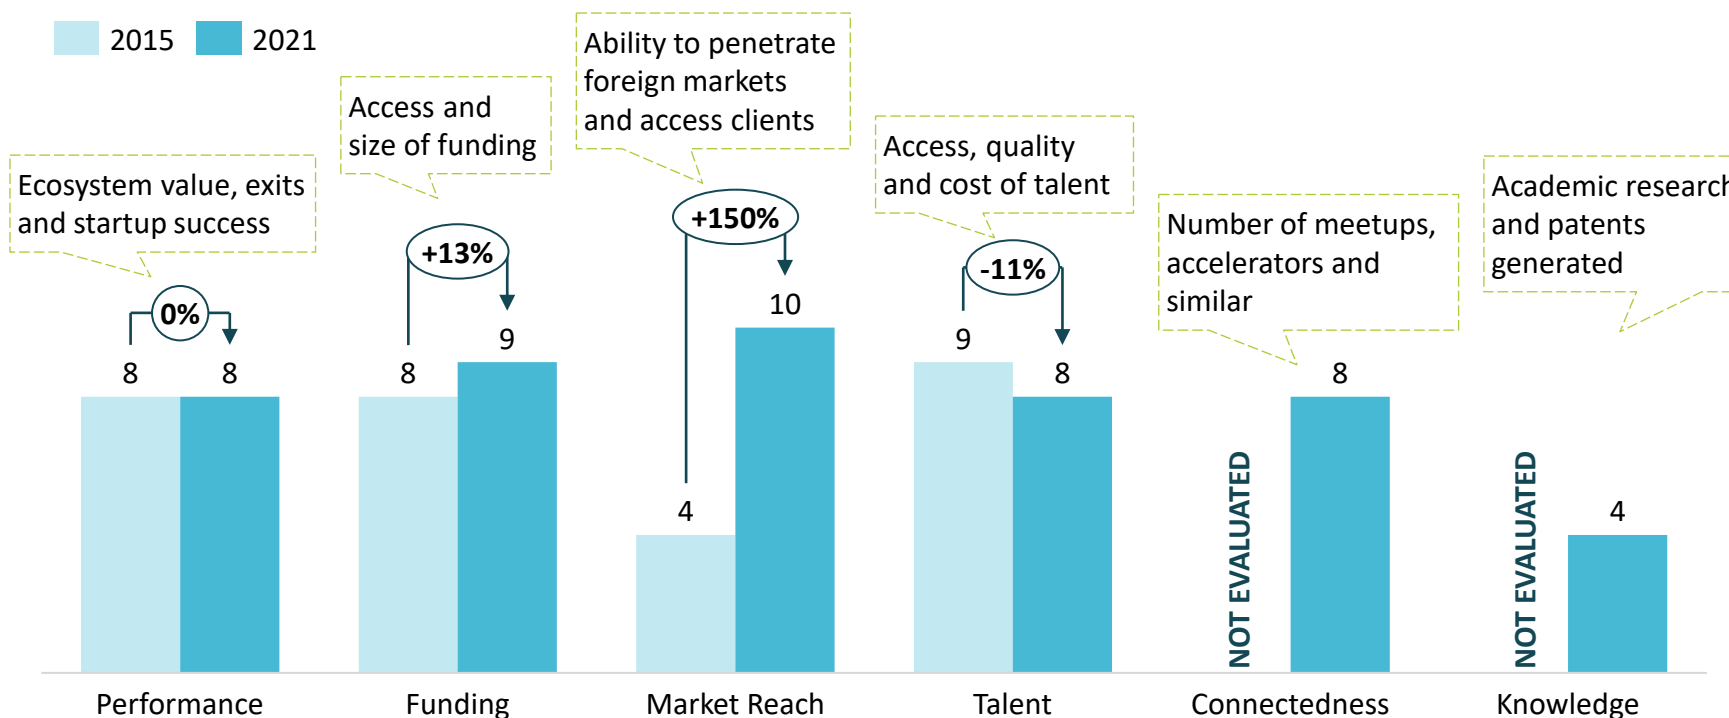 2015
2021
Ecosystem value, exits
and startup success
0%
8
8
Performance
Access and
size of funding
+13%
8
9
Funding
Ability to penetrate
foreign markets
and access clients
+150%
4
10
Market Reach
Access, quality
and cost of talent
-11%
9
8
Talent
Number of meetups,
accelerators and
similar
NOT EVALUATED
8
Connectedness
Academic research
and patents
generated
NOT EVALUATED
4
Knowledge